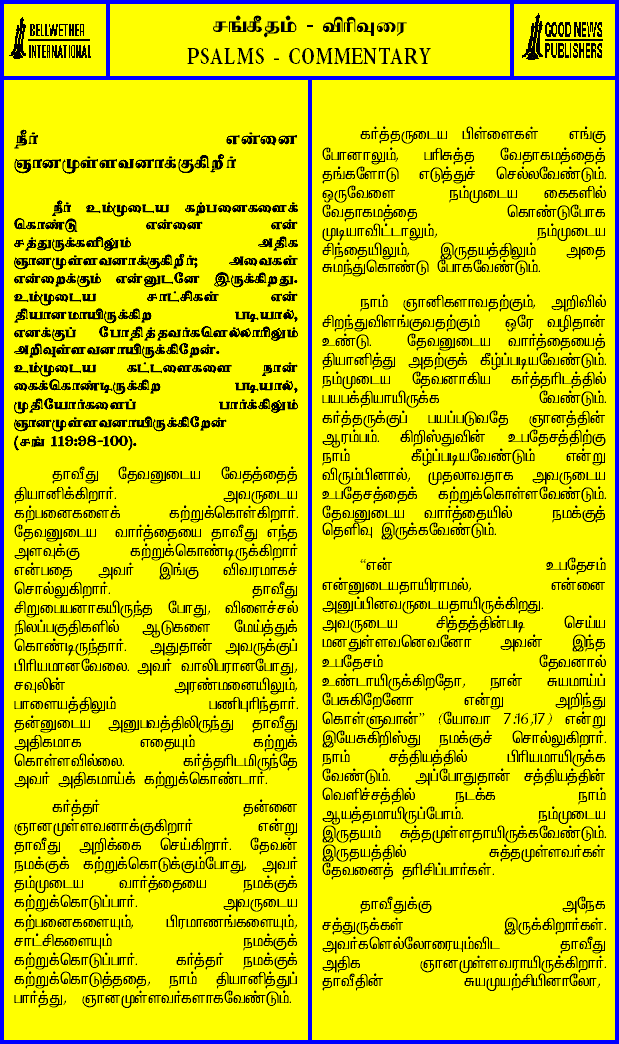 BELLWETHER
INTERNATIONAL
சங்கீதம் - விரிவுரை
PSALMS - COMMENTARY
GOOD NEWS
PUBLISHERS
நீர் என்னை
ஞானமுள்ளவனாக்குகிறீர்
நீர் உம்முடைய கற்பனைகளைக்
கொண்டு என்னை என்
சத்துருக்களிலும் அதிக
ஞானமுள்ளவனாக்குகிறீர்; அவைகள்
என்றைக்கும் என்னுடனே இருக்கிறது.
உம்முடைய சாட்சிகள் என்
தியானமாயிருக்கிற படியால்,
எனக்குப் போதித்தவர்களெல்லாரிலும்
அறிவுள்ளவனாயிருக்கிறேன்.
உம்முடைய கட்டளைகளை நான்
கைக்கொண்டிருக்கிற படியால்,
முதியோர்களைப் பார்க்கிலும்
ஞானமுள்ளவனாயிருக்கிறேன்
(சங் 119:98-100).
தாவீது தேவனுடைய வேதத்தைத்
தியானிக்கிறார். அவருடைய
கற்பனைகளைக் கற்றுக்கொள்கிறார்.
தேவனுடைய வார்த்தையை தாவீது எந்த
அளவுக்கு கற்றுக்கொண்டிருக்கிறார்
என்பதை அவர் இங்கு விவரமாகச்
சொல்லுகிறார். தாவீது
சிறுபையனாகயிருந்த போது, விளைச்சல்
நிலப்பகுதிகளில் ஆடுகளை மேய்த்துக்
கொண்டிருந்தார். அதுதான் அவருக்குப்
பிரியமானவேலை. அவர் வாலிபரானபோது,
சவுலின் அரண்மனையிலும்,
பாளையத்திலும் பணிபுரிந்தார்.
தன்னுடைய அனுபவத்திலிருந்து தாவீது
அதிகமாக எதையும் கற்றுக்
கொள்ளவில்லை. கர்த்தரிடமிருந்தே
அவர் அதிகமாய்க் கற்றுக்கொண்டார்.
கர்த்தர் தன்னை
ஞானமுள்ளவனாக்குகிறார் என்று
தாவீது அறிக்கை செய்கிறார். தேவன்
நமக்குக் கற்றுக்கொடுக்கும்போது, அவர்
தம்முடைய வார்த்தையை நமக்குக்
கற்றுக்கொடுப்பார். அவருடைய
கற்பனைகளையும், பிரமாணங்களையும்,
சாட்சிகளையும் நமக்குக்
கற்றுக்கொடுப்பார். கர்த்தர் நமக்குக்
கற்றுக்கொடுத்ததை, நாம் தியானித்துப்
பார்த்து, ஞானமுள்ளவர்களாகவேண்டும்.
கர்த்தருடைய பிள்ளைகள் எங்கு
போனாலும், பரிசுத்த வேதாகமத்தைத்
தங்களோடு எடுத்துச் செல்லவேண்டும்.
ஒருவேளை நம்முடைய கைகளில்
வேதாகமத்தை கொண்டுபோக
முடியாவிட்டாலும், நம்முடைய
சிந்தையிலும், இருதயத்திலும் அதை
சுமந்துகொண்டு போகவேண்டும்.
நாம் ஞானிகளாவதற்கும், அறிவில்
சிறந்துவிளங்குவதற்கும் ஒரே வழிதான்
உண்டு. தேவனுடைய வார்த்தையைத்
தியானித்து அதற்குக் கீழ்ப்படியவேண்டும்.
நம்முடைய தேவனாகிய கர்த்தரிடத்தில்
பயபக்தியாயிருக்க வேண்டும்.
கர்த்தருக்குப் பயப்படுவதே ஞானத்தின்
ஆரம்பம். கிறிஸ்துவின் உபதேசத்திற்கு
நாம் கீழ்ப்படியவேண்டும் என்று
விரும்பினால், முதலாவதாக அவருடைய
உபதேசத்தைக் கற்றுக்கொள்ளவேண்டும்.
தேவனுடைய வார்த்தையில் நமக்குத்
தெளிவு இருக்கவேண்டும்.
“என் உபதேசம்
என்னுடையதாயிராமல், என்னை
அனுப்பினவருடையதாயிருக்கிறது.
அவருடைய சித்தத்தின்படி செய்ய
மனதுள்ளவனெவனோ அவன் இந்த
உபதேசம் தேவனால்
உண்டாயிருக்கிறதோ, நான் சுயமாய்ப்
பேசுகிறேனோ என்று அறிந்து
கொள்ளுவான்” (யோவா 7:16,17) என்று
இயேசுகிறிஸ்து நமக்குச் சொல்லுகிறார்.
நாம் சத்தியத்தில் பிரியமாயிருக்க
வேண்டும். அப்போதுதான் சத்தியத்தின்
வெளிச்சத்தில் நடக்க நாம்
ஆயத்தமாயிருப்போம். நம்முடைய
இருதயம் சுத்தமுள்ளதாயிருக்கவேண்டும்.
இருதயத்தில் சுத்தமுள்ளவர்கள்
தேவனைத் தரிசிப்பார்கள்.
தாவீதுக்கு அநேக
சத்துருக்கள் இருக்கிறார்கள்.
அவர்களெல்லோரையும்விட தாவீது
அதிக ஞானமுள்ளவராயிருக்கிறார்.
தாவீதின் சுயமுயற்சியினாலோ,